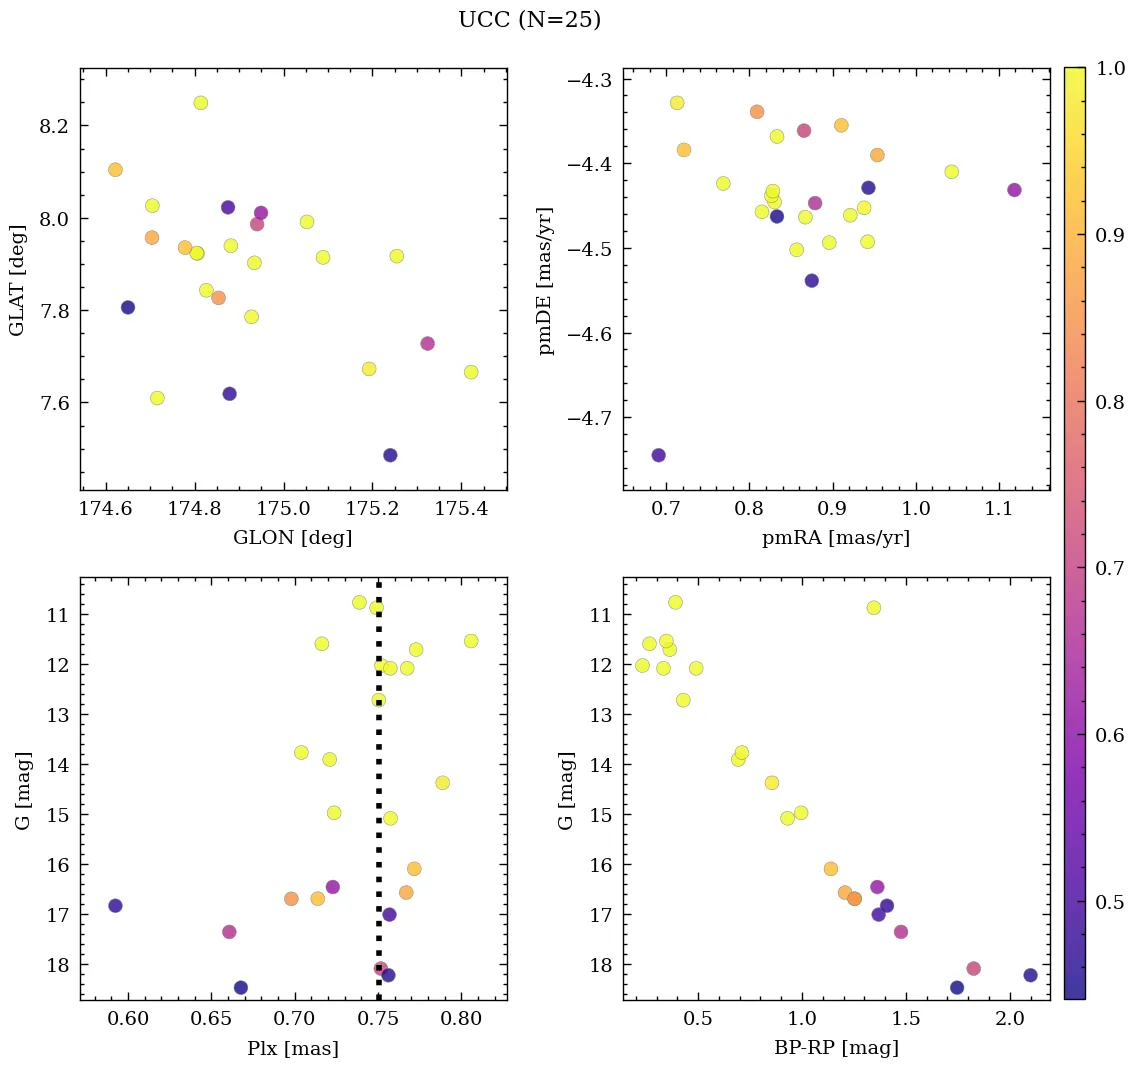 UCC (N=25)
8.2
8.0
7.8
7.6
GLAT [deg]
174.6 174.8 175.0 175.2 175.4
GLON [deg]
−4.3
−4.4
−4.5
−4.6
−4.7
pmDE [mas/yr]
0.7 0.8 0.9 1.0 1.1
pmRA [mas/yr]
11
12
13
14
15
16
17
18
G [mag]
0.60 0.65 0.70 0.75 0.80
Plx [mas]
11
12
13
14
15
16
17
18
G [mag]
0.5 1.0 1.5 2.0
BP-RP [mag]
1.0
0.9
0.8
0.7
0.6
0.5